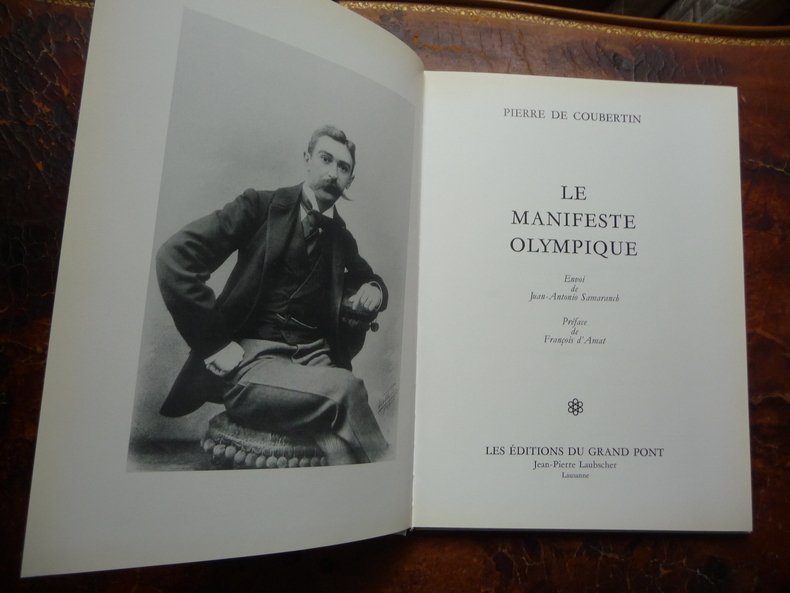 PIERRE DE COUBERTIN
LE
MANIFESTE
OLYMPIQUE
Envoi
de
Juan-Antonio Samaranch
Préface
de
François d'Amat
LES ÉDITIONS DU GRAND PONT
Jean-Pierre Laubscher
Lausanne